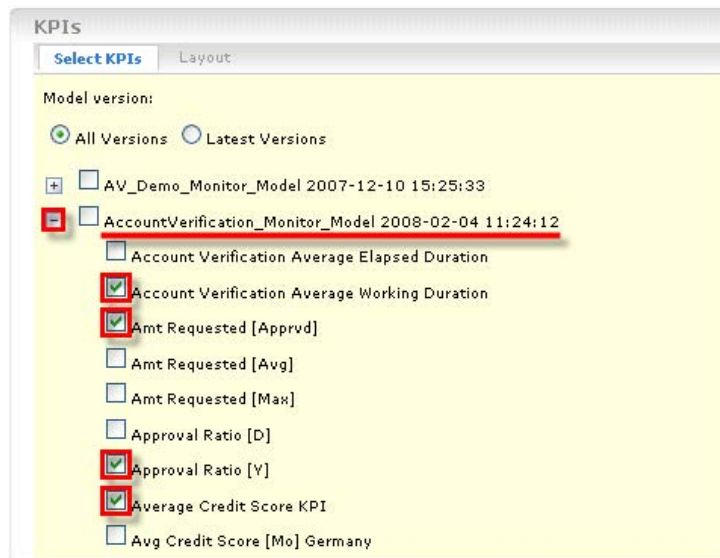 KPIs
Select KPIs Layout
Model version:
All Versions Latest Versions
AV_Demo_Monitor_Model 2007-12-10 15:25:33
AccountVerification_Monitor_Model 2008-02-04 11:24:12
Account Verification Average Elapsed Duration
Account Verification Average Working Duration
Amt Requested [Apprvd]
Amt Requested [Avg]
Amt Requested [Max]
Approval Ratio [D]
Approval Ratio [Y]
Average Credit Score KPI
Avg Credit Score [Mo] Germany